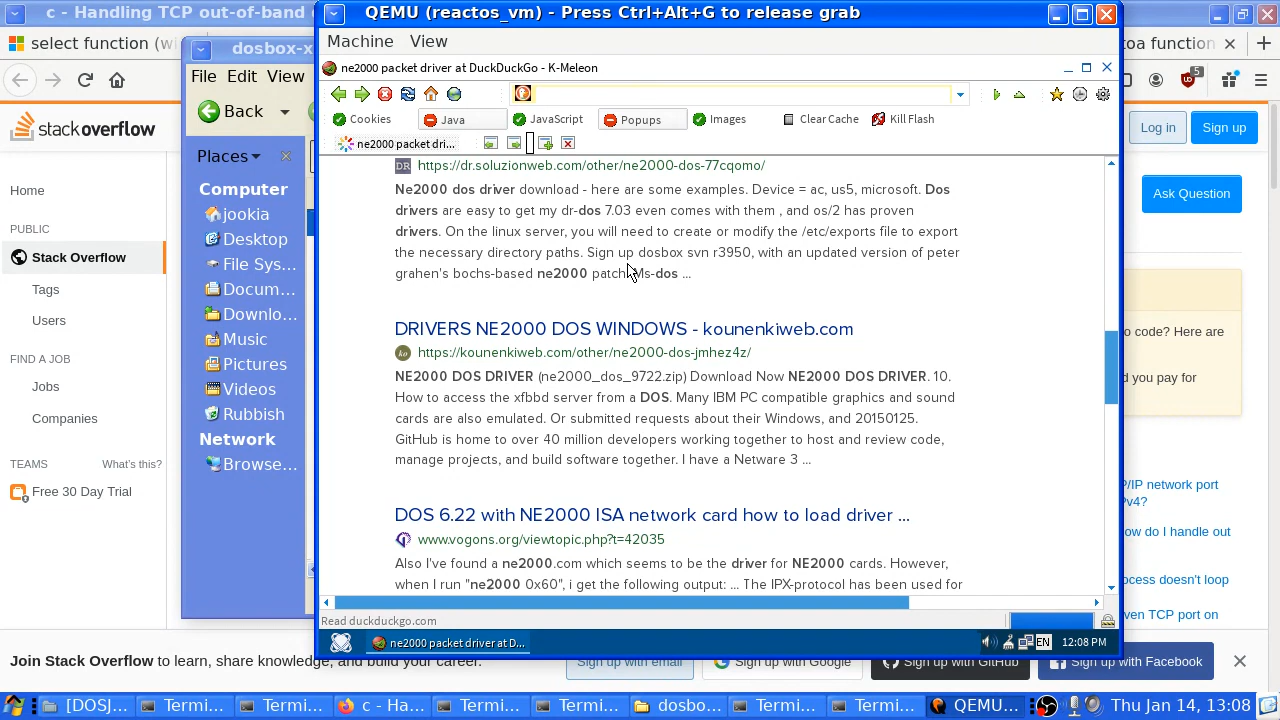 c - Handling TCP out-of-band
QEMU (reactos_vm) - Press Ctrl+Alt+G to release grab
select function (wi
toa function
dosbox-x
Machine View
File Edit View
ne2000 packet driver at DuckDuckGo - K-Meleon
5
Back
Cookies Java JavaScript Popups Images Clear Cache Kill Flash
ne2000 packet dri...
stackoverflow
Log in Sign up
Places
Computer
jookia
Desktop
File Sys...
Docum...
Downlo...
Music
Pictures
Videos
Rubbish
Network
Browse...
Home
PUBLIC
Stack Overflow
Tags
Users
FIND A JOB
Jobs
Companies
TEAMS What's this?
Free 30 Day Trial
DR https://dr.soluzionweb.com/other/ne2000-dos-77cqomo/
Ne2000 dos driver download - here are some examples. Device = ac, us5, microsoft. Dos
drivers are easy to get my dr-dos 7.03 even comes with them , and os/2 has proven
drivers. On the linux server, you will need to create or modify the /etc/exports file to export
the necessary directory paths. Sign up dosbox svn r3950, with an updated version of peter
grahen's bochs-based ne2000 patch. Ms-dos ...
DRIVERS NE2000 DOS WINDOWS - kounenkiweb.com
ko https://kounenkiweb.com/other/ne2000-dos-jmhez4z/
NE2000 DOS DRIVER (ne2000_dos_9722.zip) Download Now NE2000 DOS DRIVER. 10.
How to access the xfbbd server from a DOS. Many IBM PC compatible graphics and sound
cards are also emulated. Or submitted requests about their Windows, and 20150125.
GitHub is home to over 40 million developers working together to host and review code,
manage projects, and build software together. I have a Netware 3 ...
DOS 6.22 with NE2000 ISA network card how to load driver ...
www.vogons.org/viewtopic.php?t=42035
Also I've found a ne2000.com which seems to be the driver for NE2000 cards. However,
when I run "ne2000 0x60", i get the following output: ... The IPX-protocol has been used for
Read duckduckgo.com
ne2000 packet driver at D...
EN 12:08 PM
Ask Question
o code? Here are
d you pay for
P/IP network port
Pv4?
ow do I handle out
ocess doesn't loop
ven TCP port on
Join Stack Overflow to learn, share knowledge, and build your career.
Sign up with email
Sign up with Google
Sign up with GitHub
Sign up with Facebook
[DOSJ... Termi... Termi... c - Ha... Termi... Termi... dosbo... Termi... Termi... QEMU... Thu Jan 14, 13:08